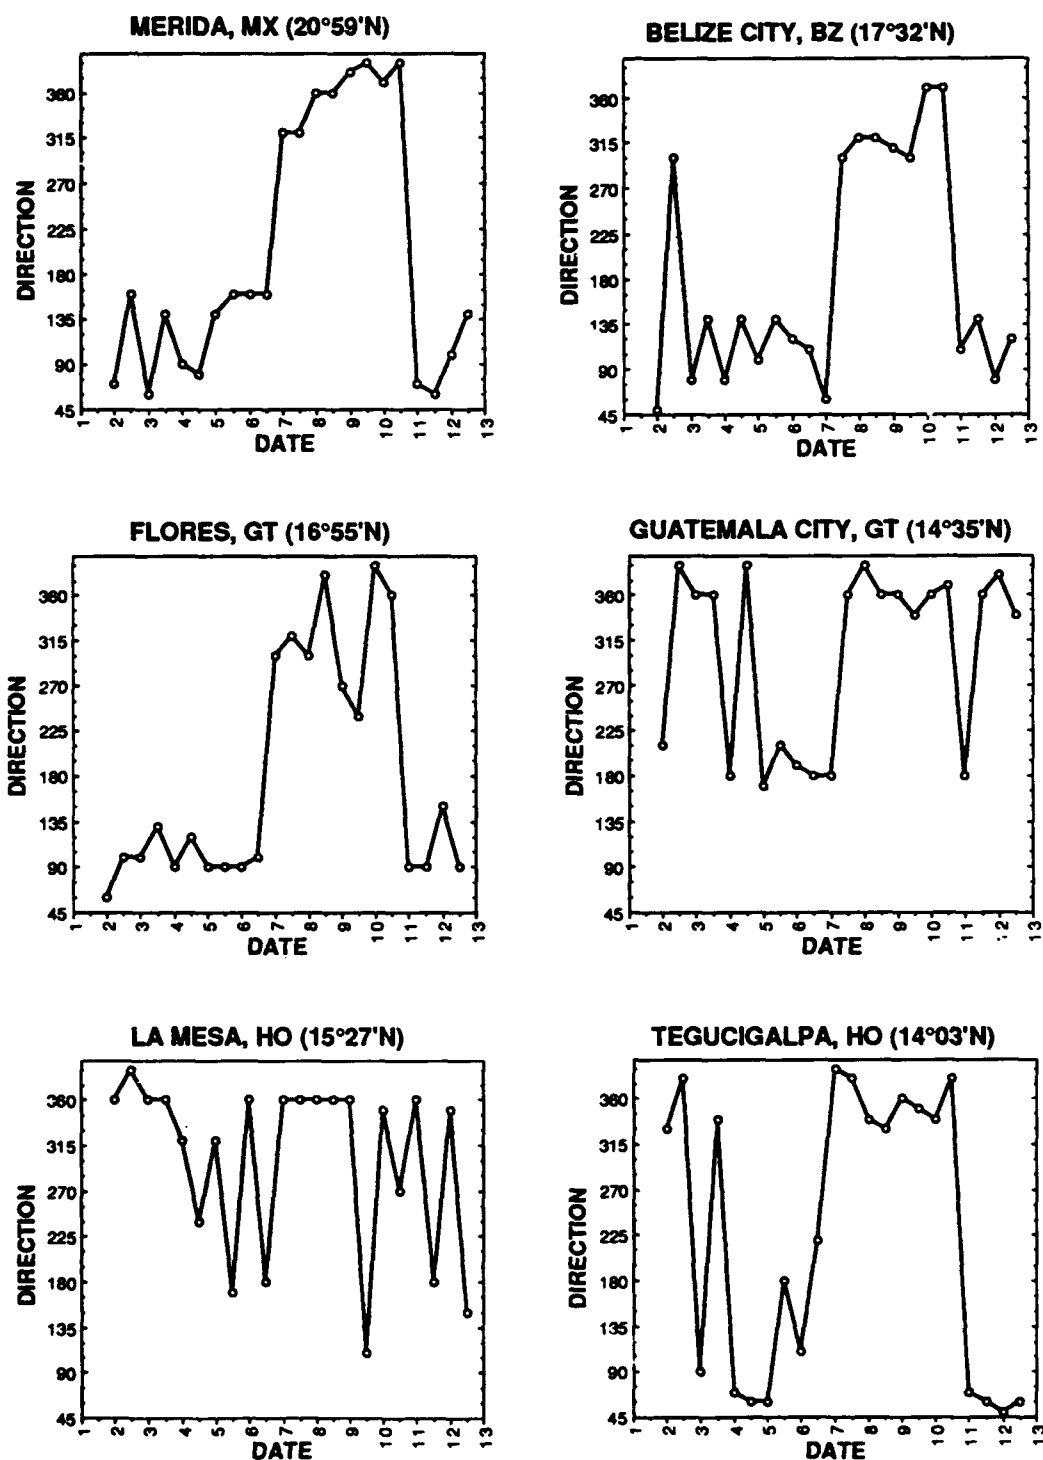 MERIDA, MX (20°59'N)
DIRECTION
360
315
270
225
180
135
90
45
1 2 3 4 5 6 7 8 9 10 11 12 13
DATE
BELIZE CITY, BZ (17°32'N)
DIRECTION
360
315
270
225
180
135
90
45
1 2 3 4 5 6 7 8 9 10 11 12 13
DATE
FLORES, GT (16°55'N)
DIRECTION
360
315
270
225
180
135
90
45
1 2 3 4 5 6 7 8 9 10 11 12 13
DATE
GUATEMALA CITY, GT (14°35'N)
DIRECTION
360
315
270
225
180
135
90
45
1 2 3 4 5 6 7 8 9 10 11 12 13
DATE
LA MESA, HO (15°27'N)
DIRECTION
360
315
270
225
180
135
90
45
1 2 3 4 5 6 7 8 9 10 11 12 13
DATE
TEGUCIGALPA, HO (14°03'N)
DIRECTION
360
315
270
225
180
135
90
45
1 2 3 4 5 6 7 8 9 10 11 12 13
DATE